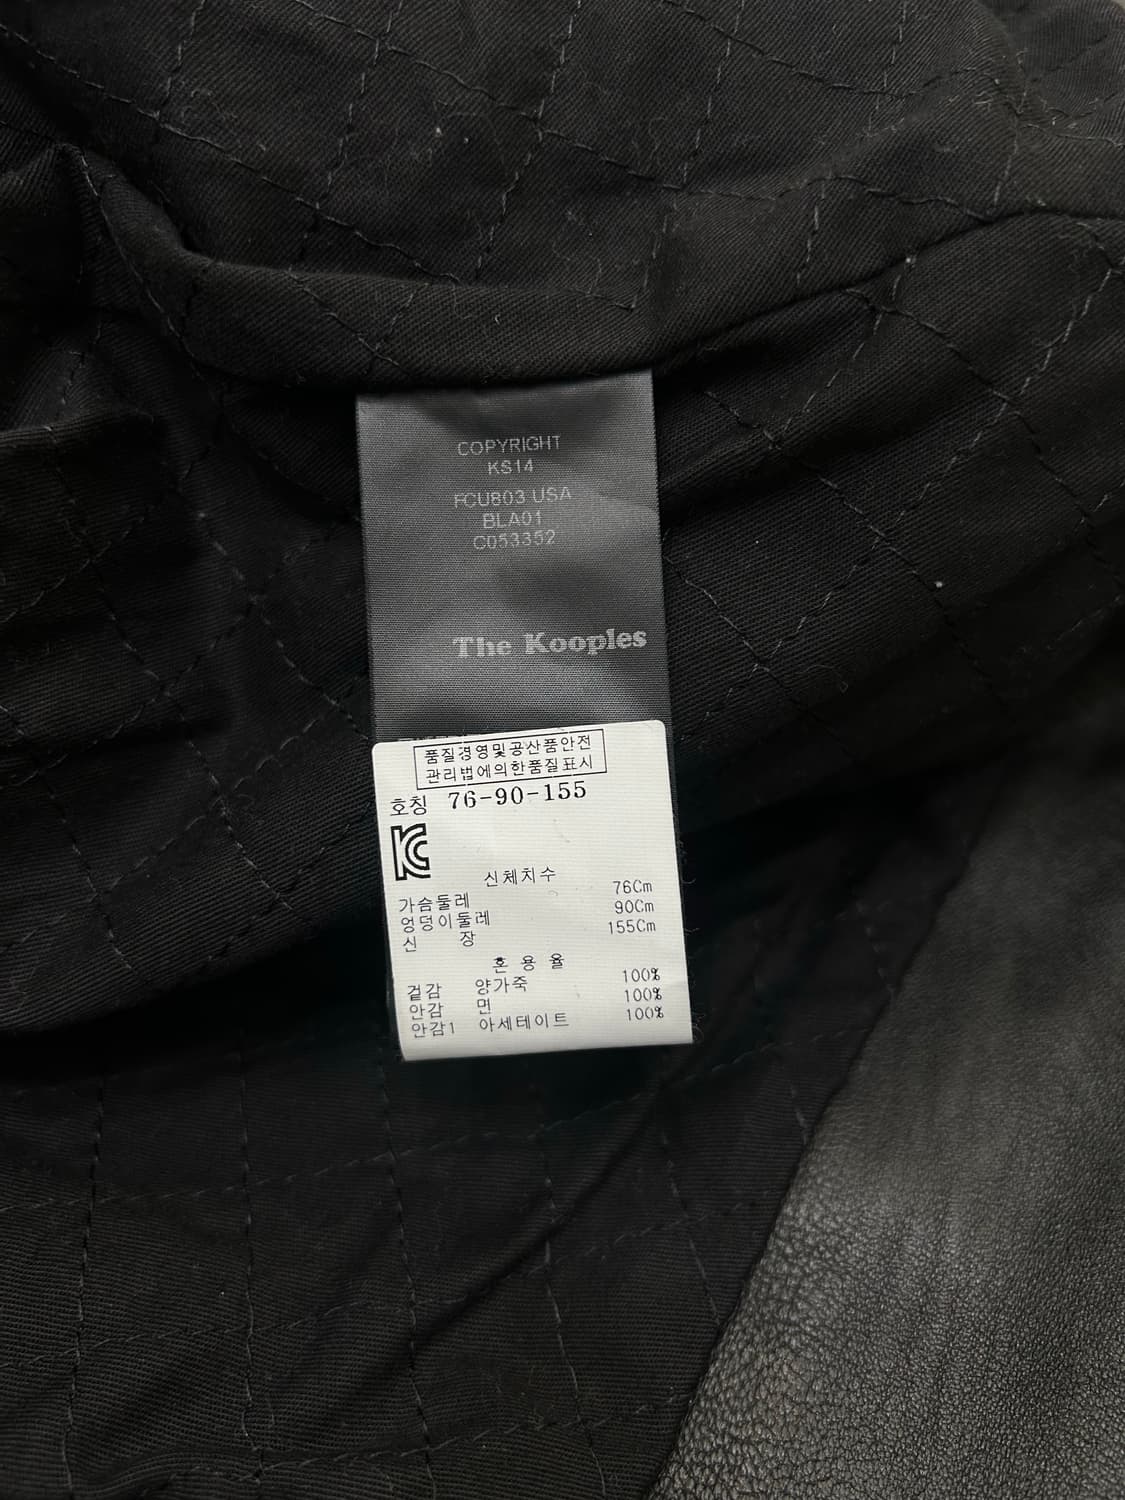 COPYRIGHT
KS14
FCU803 USA
BLA01
C053352
The Kooples
품질경영및공산품안전
관리법에의한품질표시
호칭 76-90-155
KC
신체치수
가슴둘레 76Cm
엉덩이둘레 90Cm
신 장 155Cm
혼 용 율
겉감 양가죽 100%
안감 면 100%
안감1 아세테이트 100%